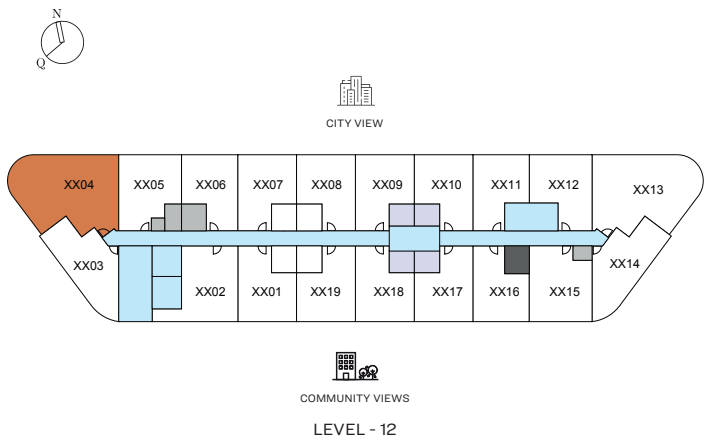 N
Q
CITY VIEW
XX04 XX05 XX06 XX07 XX08 XX09 XX10 XX11 XX12 XX13
XX03 XX02 XX01 XX19 XX18 XX17 XX16 XX15 XX14
COMMUNITY VIEWS
LEVEL - 12